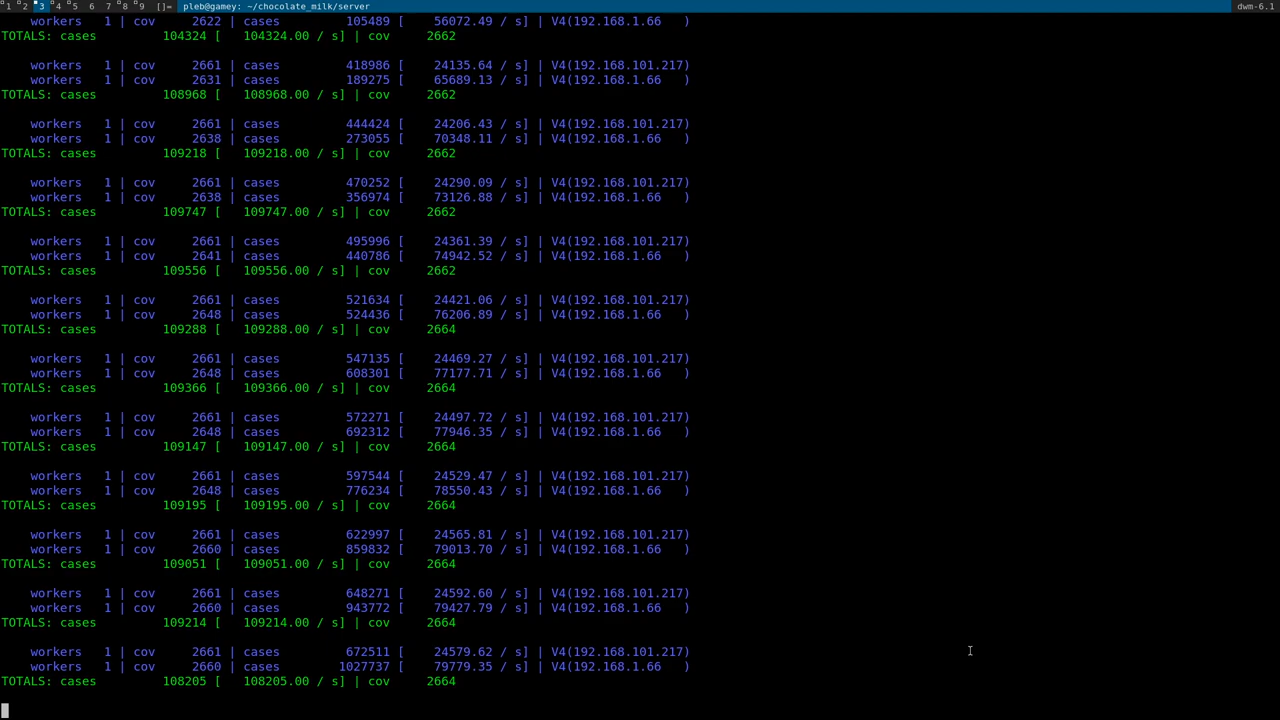 1 2 3 4 5 6 7 8 9 []= pleb@gamey: ~/chocolate_milk/server dwm-6.1
workers 1 | cov 2622 | cases 105489 [ 56072.49 / s] | V4(192.168.1.66 )
TOTALS: cases 104324 [ 104324.00 / s] | cov 2662
workers 1 | cov 2661 | cases 418986 [ 24135.64 / s] | V4(192.168.101.217)
workers 1 | cov 2631 | cases 189275 [ 65689.13 / s] | V4(192.168.1.66 )
TOTALS: cases 108968 [ 108968.00 / s] | cov 2662
workers 1 | cov 2661 | cases 444424 [ 24206.43 / s] | V4(192.168.101.217)
workers 1 | cov 2638 | cases 273055 [ 70348.11 / s] | V4(192.168.1.66 )
TOTALS: cases 109218 [ 109218.00 / s] | cov 2662
workers 1 | cov 2661 | cases 470252 [ 24290.09 / s] | V4(192.168.101.217)
workers 1 | cov 2638 | cases 356974 [ 73126.88 / s] | V4(192.168.1.66 )
TOTALS: cases 109747 [ 109747.00 / s] | cov 2662
workers 1 | cov 2661 | cases 495996 [ 24361.39 / s] | V4(192.168.101.217)
workers 1 | cov 2641 | cases 440786 [ 74942.52 / s] | V4(192.168.1.66 )
TOTALS: cases 109556 [ 109556.00 / s] | cov 2662
workers 1 | cov 2661 | cases 521634 [ 24421.06 / s] | V4(192.168.101.217)
workers 1 | cov 2648 | cases 524436 [ 76206.89 / s] | V4(192.168.1.66 )
TOTALS: cases 109288 [ 109288.00 / s] | cov 2664
workers 1 | cov 2661 | cases 547135 [ 24469.27 / s] | V4(192.168.101.217)
workers 1 | cov 2648 | cases 608301 [ 77177.71 / s] | V4(192.168.1.66 )
TOTALS: cases 109366 [ 109366.00 / s] | cov 2664
workers 1 | cov 2661 | cases 572271 [ 24497.72 / s] | V4(192.168.101.217)
workers 1 | cov 2648 | cases 692312 [ 77946.35 / s] | V4(192.168.1.66 )
TOTALS: cases 109147 [ 109147.00 / s] | cov 2664
workers 1 | cov 2661 | cases 597544 [ 24529.47 / s] | V4(192.168.101.217)
workers 1 | cov 2648 | cases 776234 [ 78550.43 / s] | V4(192.168.1.66 )
TOTALS: cases 109195 [ 109195.00 / s] | cov 2664
workers 1 | cov 2661 | cases 622997 [ 24565.81 / s] | V4(192.168.101.217)
workers 1 | cov 2660 | cases 859832 [ 79013.70 / s] | V4(192.168.1.66 )
TOTALS: cases 109051 [ 109051.00 / s] | cov 2664
workers 1 | cov 2661 | cases 648271 [ 24592.60 / s] | V4(192.168.101.217)
workers 1 | cov 2660 | cases 943772 [ 79427.79 / s] | V4(192.168.1.66 )
TOTALS: cases 109214 [ 109214.00 / s] | cov 2664
workers 1 | cov 2661 | cases 672511 [ 24579.62 / s] | V4(192.168.101.217)
workers 1 | cov 2660 | cases 1027737 [ 79779.35 / s] | V4(192.168.1.66 )
TOTALS: cases 108205 [ 108205.00 / s] | cov 2664